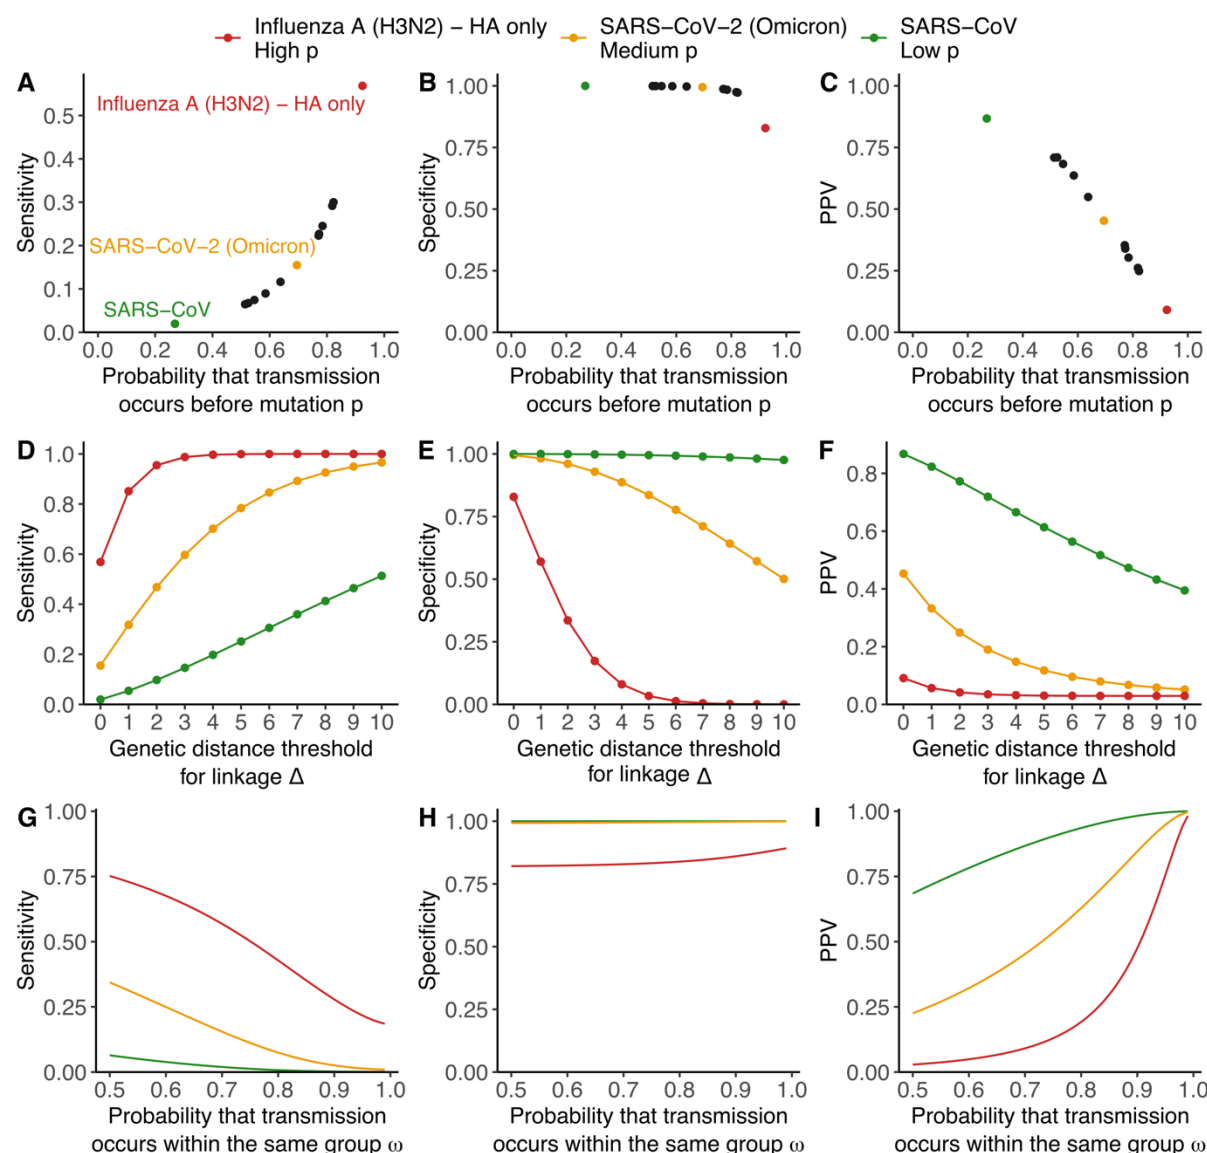 Influenza A (H3N2) − HA only
High p
SARS−CoV−2 (Omicron)
Medium p
SARS−CoV
Low p
A
Influenza A (H3N2) − HA only
SARS−CoV−2 (Omicron)
SARS−CoV
Sensitivity
0.5
0.4
0.3
0.2
0.1
0.0
0.0 0.2 0.4 0.6 0.8 1.0
Probability that transmission
occurs before mutation p
B
Specificity
1.00
0.75
0.50
0.25
0.00
0.0 0.2 0.4 0.6 0.8 1.0
Probability that transmission
occurs before mutation p
C
PPV
1.00
0.75
0.50
0.25
0.00
0.0 0.2 0.4 0.6 0.8 1.0
Probability that transmission
occurs before mutation p
D
Sensitivity
1.0
0.8
0.6
0.4
0.2
0.0
0 1 2 3 4 5 6 7 8 9 10
Genetic distance threshold
for linkage Δ
E
Specificity
1.00
0.75
0.50
0.25
0.00
0 1 2 3 4 5 6 7 8 9 10
Genetic distance threshold
for linkage Δ
F
PPV
0.8
0.6
0.4
0.2
0.0
0 1 2 3 4 5 6 7 8 9 10
Genetic distance threshold
for linkage Δ
G
Sensitivity
1.00
0.75
0.50
0.25
0.00
0.5 0.6 0.7 0.8 0.9 1.0
Probability that transmission
occurs within the same group ω
H
Specificity
1.00
0.75
0.50
0.25
0.00
0.5 0.6 0.7 0.8 0.9 1.0
Probability that transmission
occurs within the same group ω
I
PPV
1.00
0.75
0.50
0.25
0.00
0.5 0.6 0.7 0.8 0.9 1.0
Probability that transmission
occurs within the same group ω